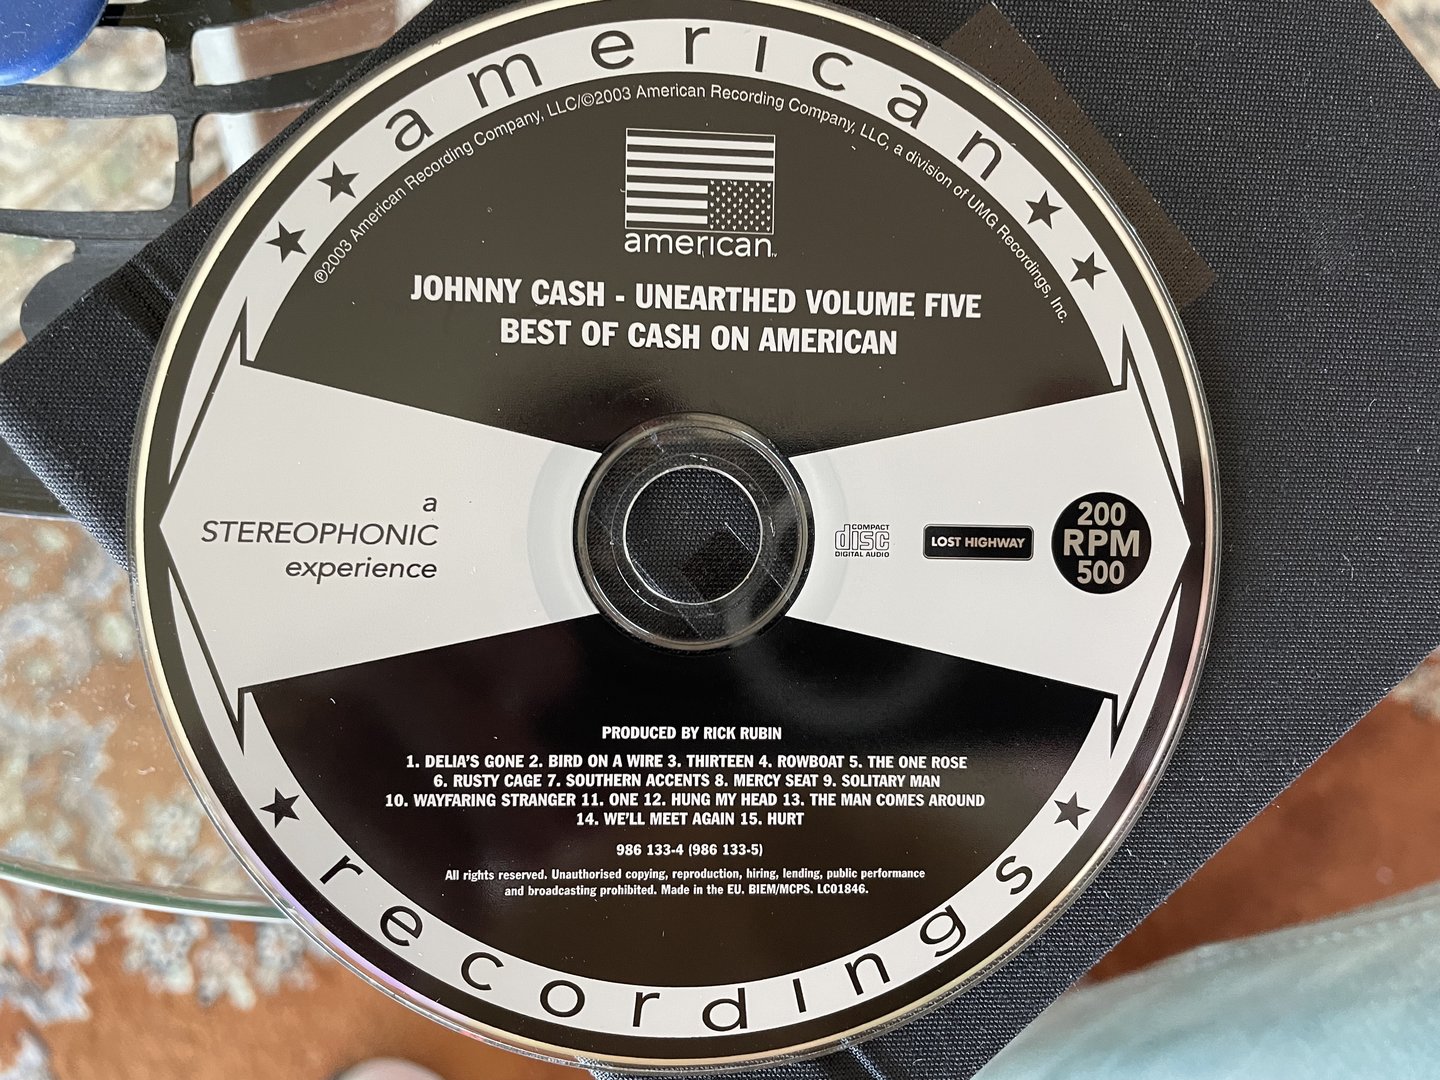 american
℗2003 American Recording Company, LLC/©2003 American Recording Company, LLC, a division of UMG Recordings, Inc.
american™
JOHNNY CASH - UNEARTHED VOLUME FIVE
BEST OF CASH ON AMERICAN
a
STEREOPHONIC
experience
COMPACT
disc
DIGITAL AUDIO
LOST HIGHWAY
200
RPM
500
PRODUCED BY RICK RUBIN
1. DELIA'S GONE 2. BIRD ON A WIRE 3. THIRTEEN 4. ROWBOAT 5. THE ONE ROSE
6. RUSTY CAGE 7. SOUTHERN ACCENTS 8. MERCY SEAT 9. SOLITARY MAN
10. WAYFARING STRANGER 11. ONE 12. HUNG MY HEAD 13. THE MAN COMES AROUND
14. WE'LL MEET AGAIN 15. HURT
986 133-4 (986 133-5)
All rights reserved. Unauthorised copying, reproduction, hiring, lending, public performance
and broadcasting prohibited. Made in the EU. BIEM/MCPS. LC01846.
recordings